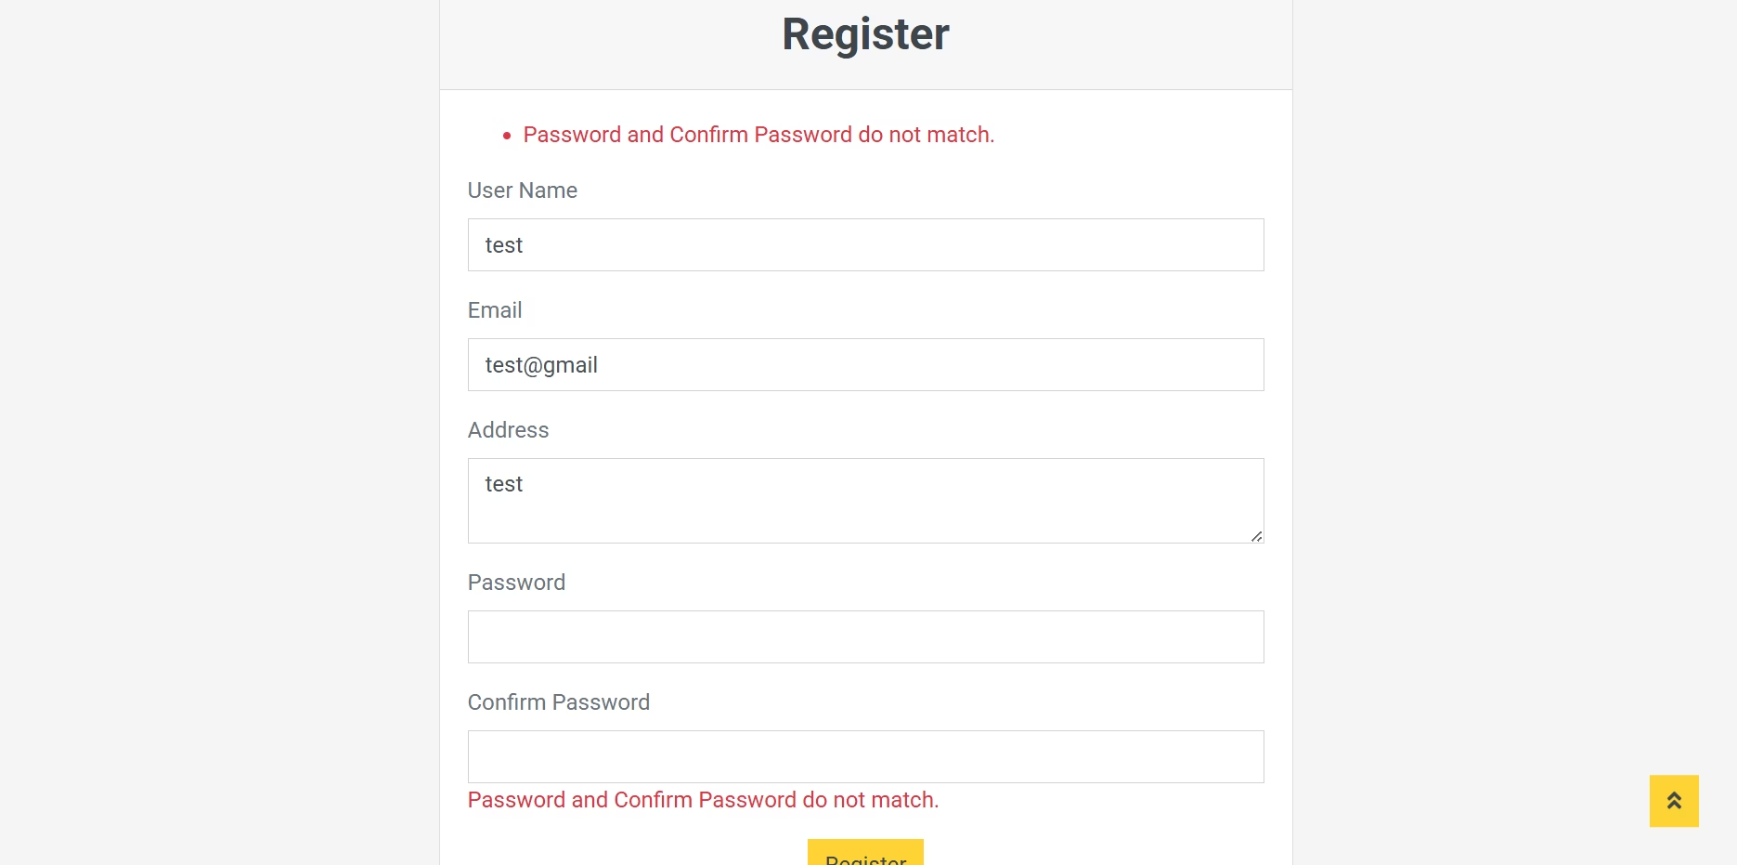 Register
Password and Confirm Password do not match.
User Name
test
Email
test@gmail
Address
test
Password
Confirm Password
Password and Confirm Password do not match.
Register